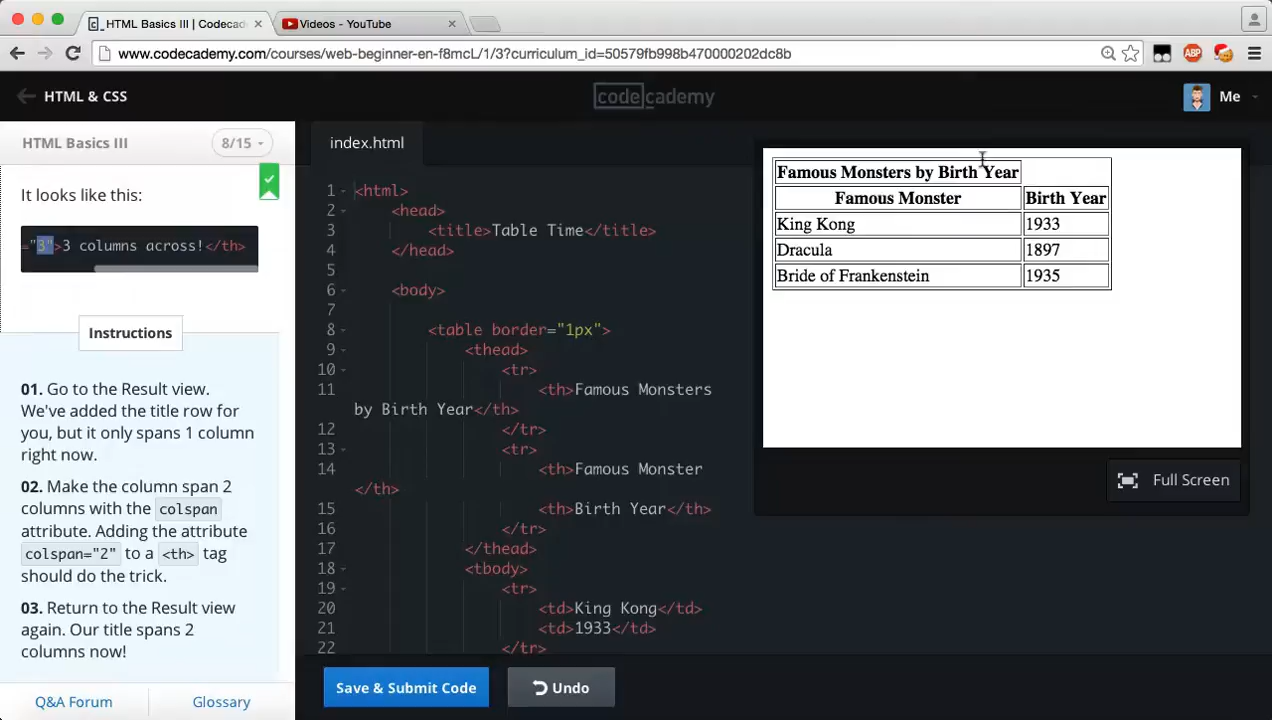 HTML Basics III | Codecad
Videos - YouTube
www.codecademy.com/courses/web-beginner-en-f8mcL/1/3?curriculum_id=50579fb998b470000202dc8b
ABP
HTML & CSS
codecademy
Me
HTML Basics III
8/15
It looks like this:
="3">3 columns across!</th>
Instructions
01. Go to the Result view.
We've added the title row for
you, but it only spans 1 column
right now.
02. Make the column span 2
columns with the colspan
attribute. Adding the attribute
colspan="2" to a <th> tag
should do the trick.
03. Return to the Result view
again. Our title spans 2
columns now!
Q&A Forum
Glossary
index.html
1 <html>
2 <head>
3 <title>Table Time</title>
4 </head>
5
6 <body>
7
8 <table border="1px">
9 <thead>
10 <tr>
11 <th>Famous Monsters
by Birth Year</th>
12 </tr>
13 <tr>
14 <th>Famous Monster
</th>
15 <th>Birth Year</th>
16 </tr>
17 </thead>
18 <tbody>
19 <tr>
20 <td>King Kong</td>
21 <td>1933</td>
22 </tr>
Save & Submit Code
Undo
Famous Monsters by Birth Year
Famous Monster Birth Year
King Kong 1933
Dracula 1897
Bride of Frankenstein 1935
Full Screen